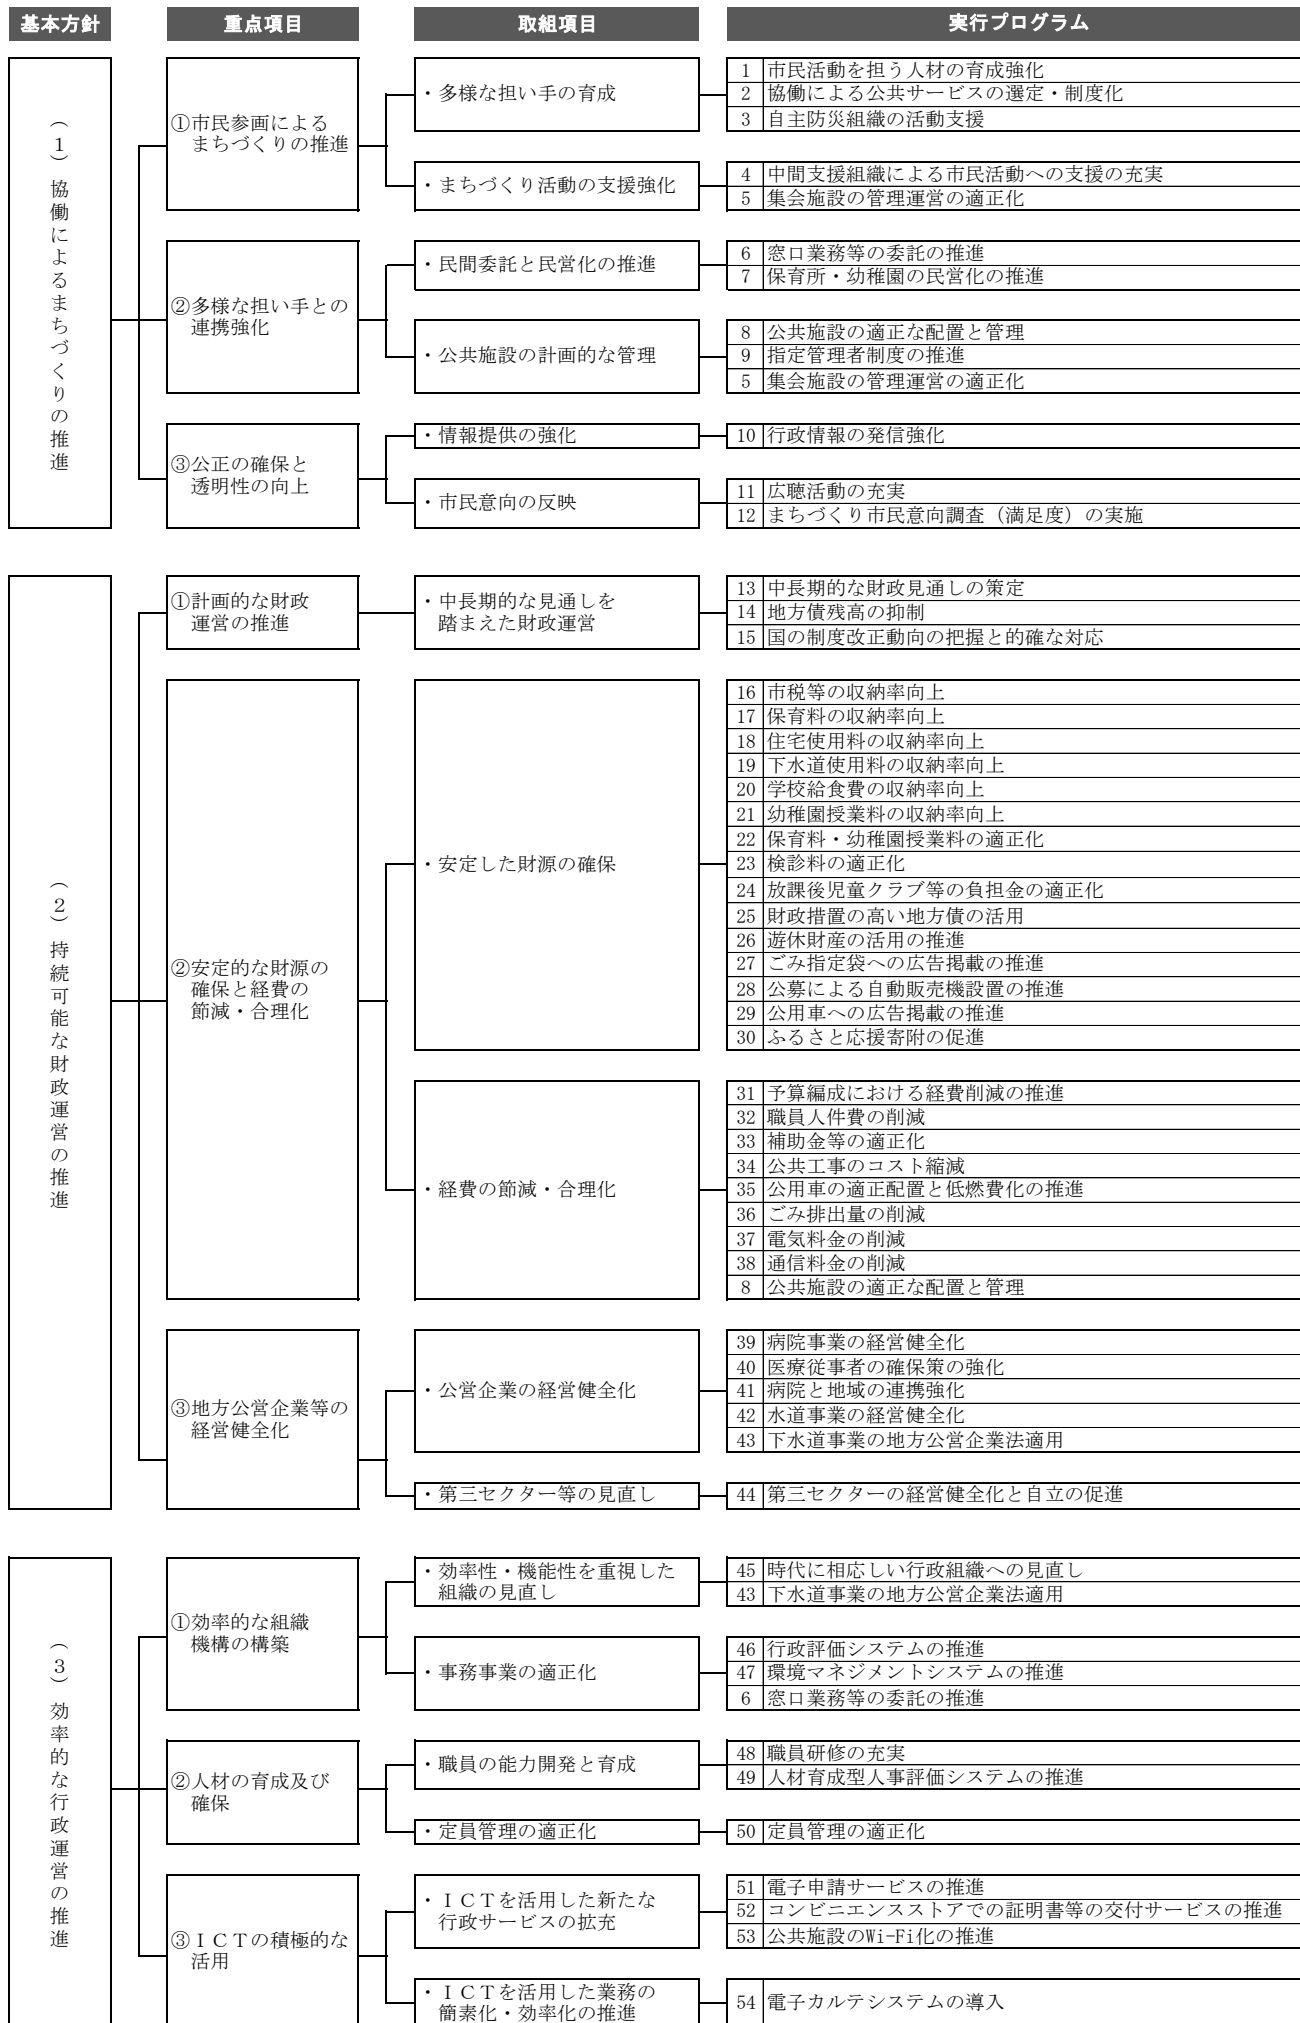 基本方針
重点項目
取組項目
実行プログラム
（１）協働によるまちづくりの推進
①市民参画による
まちづくりの推進
・多様な担い手の育成
1 市民活動を担う人材の育成強化
2 協働による公共サービスの選定・制度化
3 自主防災組織の活動支援
・まちづくり活動の支援強化
4 中間支援組織による市民活動への支援の充実
5 集会施設の管理運営の適正化
②多様な担い手との
連携強化
・民間委託と民営化の推進
6 窓口業務等の委託の推進
7 保育所・幼稚園の民営化の推進
・公共施設の計画的な管理
8 公共施設の適正な配置と管理
9 指定管理者制度の推進
5 集会施設の管理運営の適正化
③公正の確保と
透明性の向上
・情報提供の強化
10 行政情報の発信強化
・市民意向の反映
11 広聴活動の充実
12 まちづくり市民意向調査（満足度）の実施
（２）持続可能な財政運営の推進
①計画的な財政
運営の推進
・中長期的な見通しを
踏まえた財政運営
13 中長期的な財政見通しの策定
14 地方債残高の抑制
15 国の制度改正動向の把握と的確な対応
②安定的な財源の
確保と経費の
節減・合理化
・安定した財源の確保
16 市税等の収納率向上
17 保育料の収納率向上
18 住宅使用料の収納率向上
19 下水道使用料の収納率向上
20 学校給食費の収納率向上
21 幼稚園授業料の収納率向上
22 保育料・幼稚園授業料の適正化
23 検診料の適正化
24 放課後児童クラブ等の負担金の適正化
25 財政措置の高い地方債の活用
26 遊休財産の活用の推進
27 ごみ指定袋への広告掲載の推進
28 公募による自動販売機設置の推進
29 公用車への広告掲載の推進
30 ふるさと応援寄附の促進
・経費の節減・合理化
31 予算編成における経費削減の推進
32 職員人件費の削減
33 補助金等の適正化
34 公共工事のコスト縮減
35 公用車の適正配置と低燃費化の推進
36 ごみ排出量の削減
37 電気料金の削減
38 通信料金の削減
8 公共施設の適正な配置と管理
③地方公営企業等の
経営健全化
・公営企業の経営健全化
39 病院事業の経営健全化
40 医療従事者の確保策の強化
41 病院と地域の連携強化
42 水道事業の経営健全化
43 下水道事業の地方公営企業法適用
・第三セクター等の見直し
44 第三セクターの経営健全化と自立の促進
（３）効率的な行政運営の推進
①効率的な組織
機構の構築
・効率性・機能性を重視した
組織の見直し
45 時代に相応しい行政組織への見直し
43 下水道事業の地方公営企業法適用
・事務事業の適正化
46 行政評価システムの推進
47 環境マネジメントシステムの推進
6 窓口業務等の委託の推進
②人材の育成及び
確保
・職員の能力開発と育成
48 職員研修の充実
49 人材育成型人事評価システムの推進
・定員管理の適正化
50 定員管理の適正化
③ＩＣＴの積極的な
活用
・ＩＣＴを活用した新たな
行政サービスの拡充
51 電子申請サービスの推進
52 コンビニエンスストアでの証明書等の交付サービスの推進
53 公共施設のWi-Fi化の推進
・ＩＣＴを活用した業務の
簡素化・効率化の推進
54 電子カルテシステムの導入